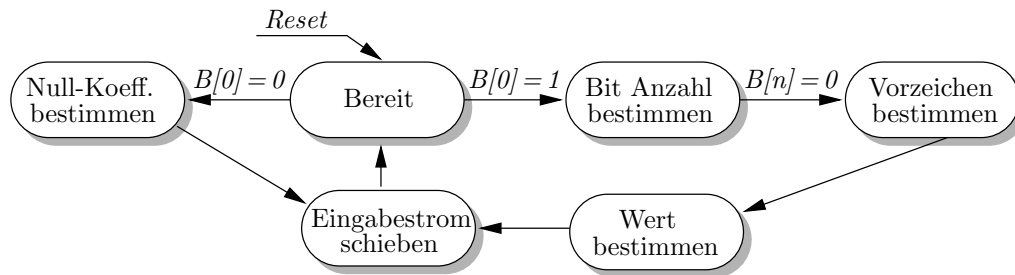 Reset
Null-Koeff.
bestimmen
B[0] = 0
Bereit
B[0] = 1
Bit Anzahl
bestimmen
B[n] = 0
Vorzeichen
bestimmen
Eingabestrom
schieben
Wert
bestimmen